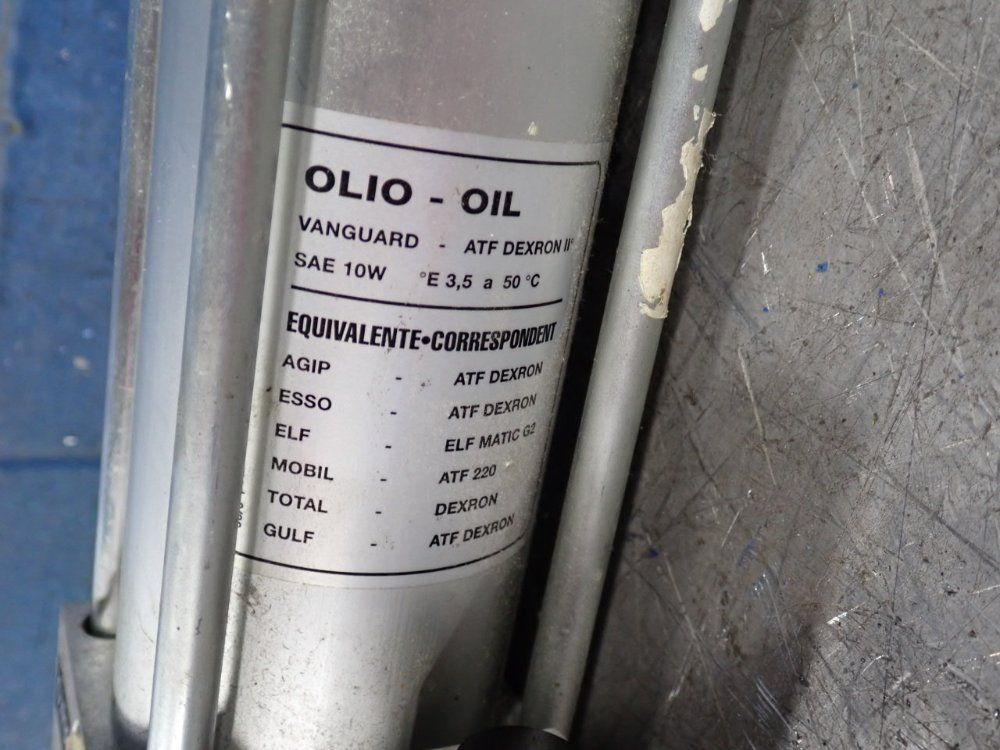 OLIO - OIL
VANGUARD - ATF DEXRON II°
SAE 10W °E 3,5 a 50 °C
EQUIVALENTE•CORRESPONDENT
AGIP - ATF DEXRON
ESSO - ATF DEXRON
ELF - ELF MATIC G2
MOBIL - ATF 220
TOTAL - DEXRON
GULF - ATF DEXRON